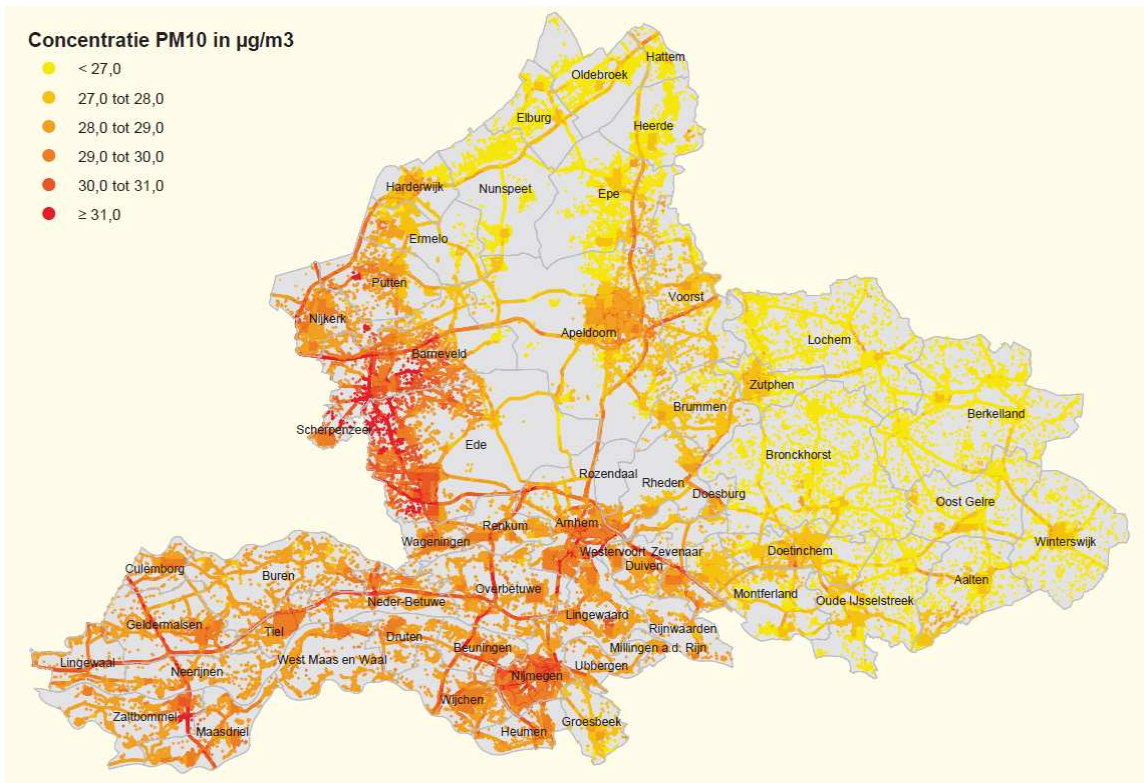 Concentratie PM10 in µg/m3
< 27,0
27,0 tot 28,0
28,0 tot 29,0
29,0 tot 30,0
30,0 tot 31,0
≥ 31,0
Hattem
Oldebroek
Elburg
Heerde
Harderwijk
Nunspeet
Epe
Ermelo
Putten
Voorst
Nijkerk
Apeldoorn
Lochem
Barneveld
Zutphen
Brummen
Berkelland
Scherpenzeel
Ede
Bronckhorst
Rozendaal
Rheden
Doesburg
Oost Gelre
Renkum
Arnhem
Wageningen
Winterswijk
Westervoort
Zevenaar
Doetinchem
Duiven
Culemborg
Buren
Aalten
Overbetuwe
Montferland
Oude IJsselstreek
Neder-Betuwe
Lingewaard
Geldermalsen
Tiel
Druten
Rijnwaarden
Beuningen
Millingen a.d. Rijn
Lingewaal
West Maas en Waal
Ubbergen
Neerijnen
Nijmegen
Wijchen
Zaltbommel
Groesbeek
Maasdriel
Heumen